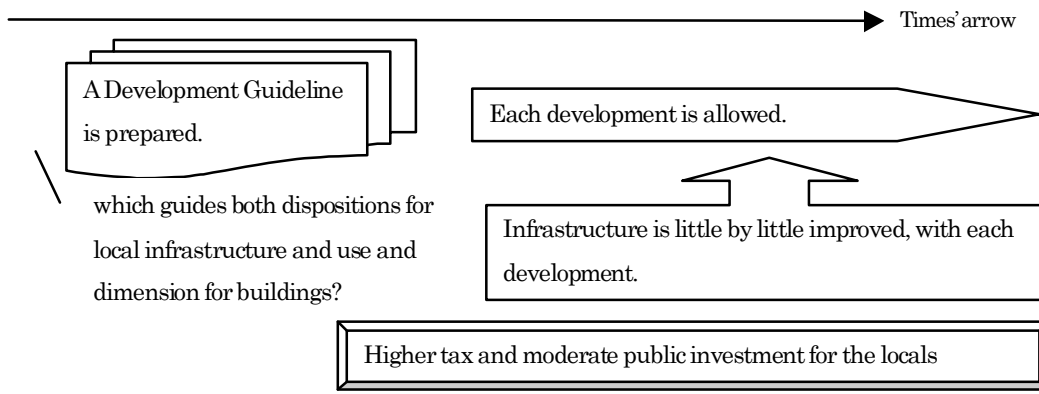 Times’ arrow
A Development Guideline
is prepared.
Each development is allowed.
which guides both dispositions for
local infrastructure and use and
dimension for buildings?
Infrastructure is little by little improved, with each
development.
Higher tax and moderate public investment for the locals